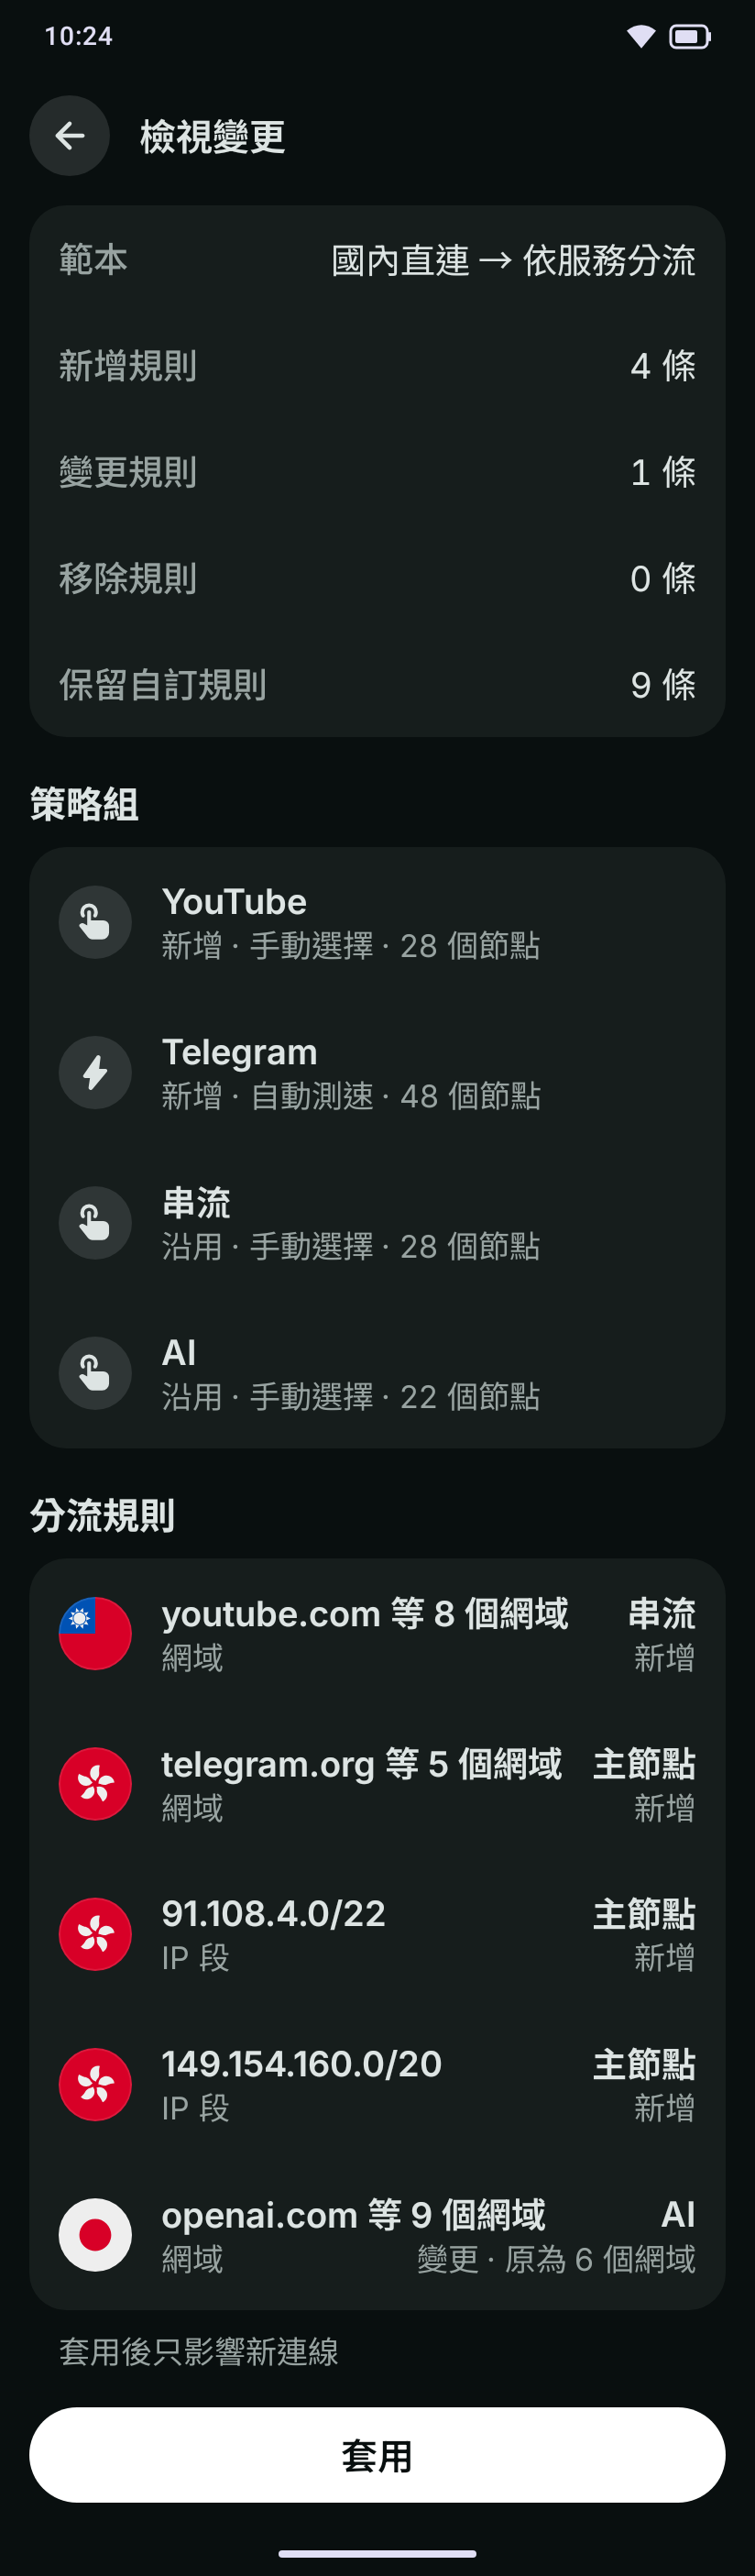 10:24
檢視變更
範本 國內直連 → 依服務分流
新增規則 4 條
變更規則 1 條
移除規則 0 條
保留自訂規則 9 條
策略組
YouTube
新增 · 手動選擇 · 28 個節點
Telegram
新增 · 自動測速 · 48 個節點
串流
沿用 · 手動選擇 · 28 個節點
AI
沿用 · 手動選擇 · 22 個節點
分流規則
youtube.com 等 8 個網域 串流
網域 新增
telegram.org 等 5 個網域 主節點
網域 新增
91.108.4.0/22 主節點
IP 段 新增
149.154.160.0/20 主節點
IP 段 新增
openai.com 等 9 個網域 AI
網域 變更 · 原為 6 個網域
套用後只影響新連線
套用